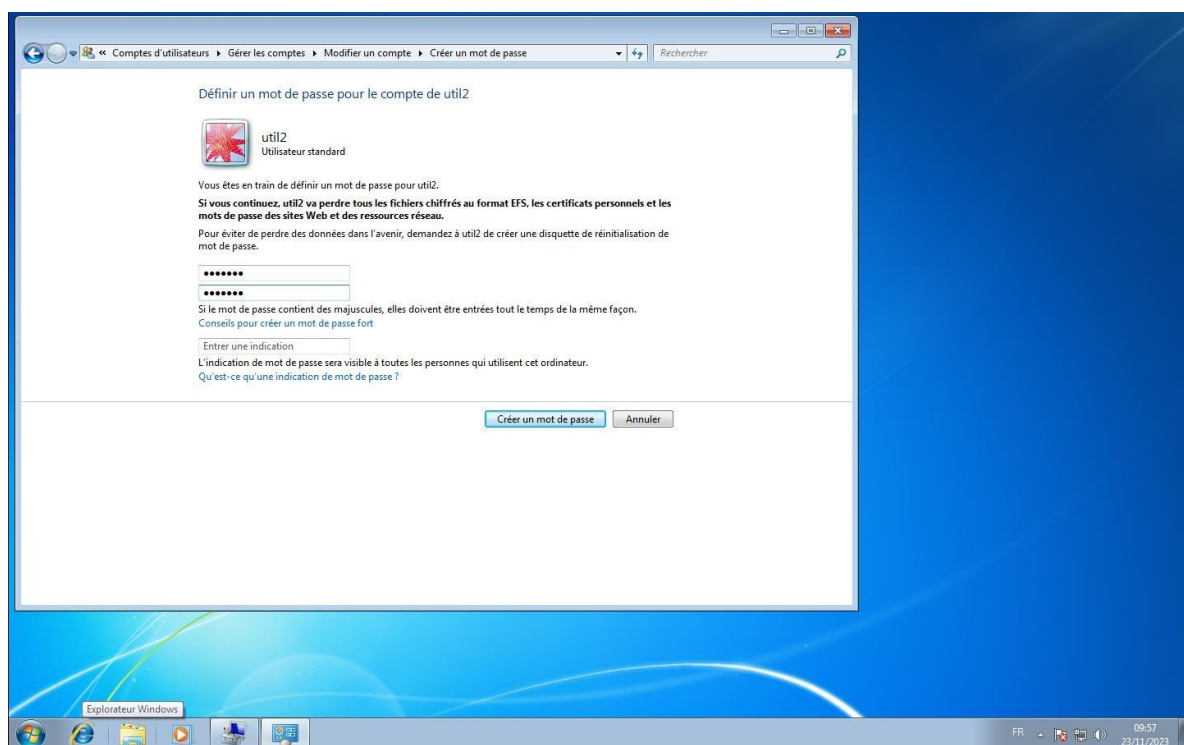 « Comptes d'utilisateurs ▸ Gérer les comptes ▸ Modifier un compte ▸ Créer un mot de passe
Rechercher
Définir un mot de passe pour le compte de util2
util2
Utilisateur standard
Vous êtes en train de définir un mot de passe pour util2.
Si vous continuez, util2 va perdre tous les fichiers chiffrés au format EFS, les certificats personnels et les
mots de passe des sites Web et des ressources réseau.
Pour éviter de perdre des données dans l'avenir, demandez à util2 de créer une disquette de réinitialisation de
mot de passe.
•••••••
•••••••
Si le mot de passe contient des majuscules, elles doivent être entrées tout le temps de la même façon.
Conseils pour créer un mot de passe fort
Entrer une indication
L'indication de mot de passe sera visible à toutes les personnes qui utilisent cet ordinateur.
Qu'est-ce qu'une indication de mot de passe ?
Créer un mot de passe
Annuler
Explorateur Windows
FR
09:57
23/11/2023